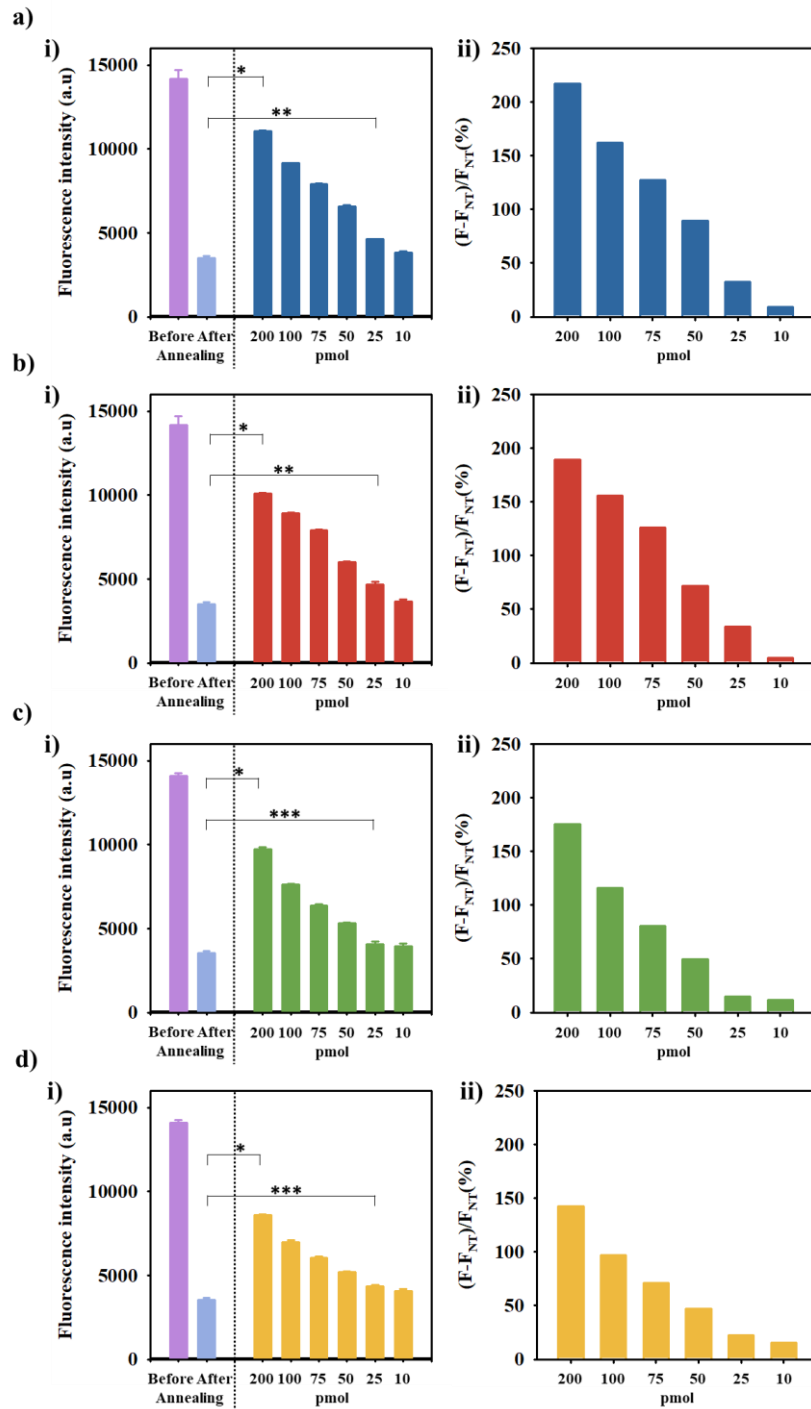 a)
i)
Fluorescence intensity (a.u)
15000
10000
5000
0
*
**
Before After
Annealing
200 100 75 50 25 10
pmol
ii)
(F-FNT)/FNT(%)
250
200
150
100
50
0
200 100 75 50 25 10
pmol
b)
i)
Fluorescence intensity (a.u)
15000
10000
5000
0
*
**
Before After
Annealing
200 100 75 50 25 10
pmol
ii)
(F-FNT)/FNT(%)
250
200
150
100
50
0
200 100 75 50 25 10
pmol
c)
i)
Fluorescence intensity (a.u)
15000
10000
5000
0
*
***
Before After
Annealing
200 100 75 50 25 10
pmol
ii)
(F-FNT)/FNT(%)
250
200
150
100
50
0
200 100 75 50 25 10
pmol
d)
i)
Fluorescence intensity (a.u)
15000
10000
5000
0
*
***
Before After
Annealing
200 100 75 50 25 10
pmol
ii)
(F-FNT)/FNT(%)
250
200
150
100
50
0
200 100 75 50 25 10
pmol